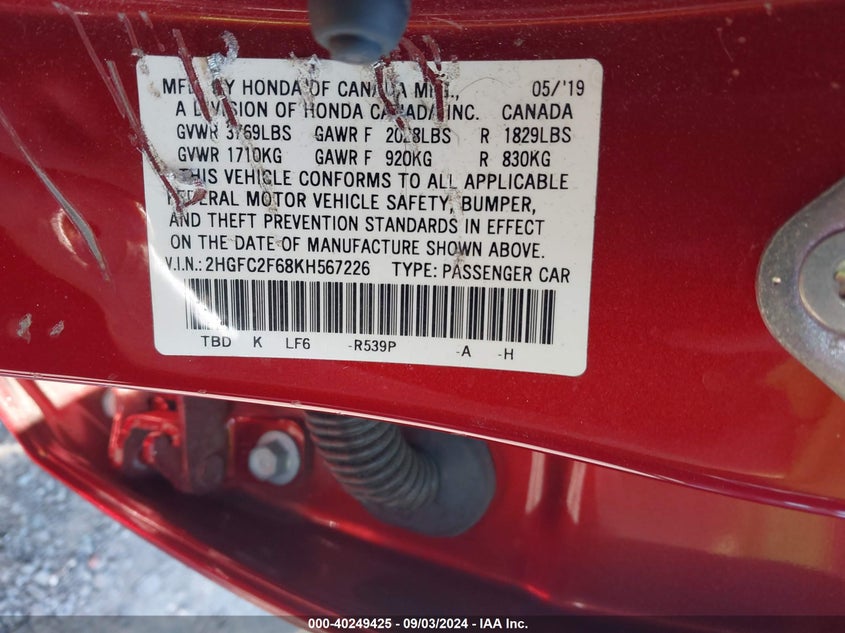 MFD BY HONDA OF CANADA MFG., 05/'19
A DIVISION OF HONDA CANADA INC. CANADA
GVWR 3769LBS GAWR F 2028LBS R 1829LBS
GVWR 1710KG GAWR F 920KG R 830KG
THIS VEHICLE CONFORMS TO ALL APPLICABLE
FEDERAL MOTOR VEHICLE SAFETY, BUMPER,
AND THEFT PREVENTION STANDARDS IN EFFECT
ON THE DATE OF MANUFACTURE SHOWN ABOVE.
V.I.N.: 2HGFC2F68KH567226 TYPE: PASSENGER CAR
TBD K LF6 -R539P -A -H
000-40249425 - 09/03/2024 - IAA Inc.